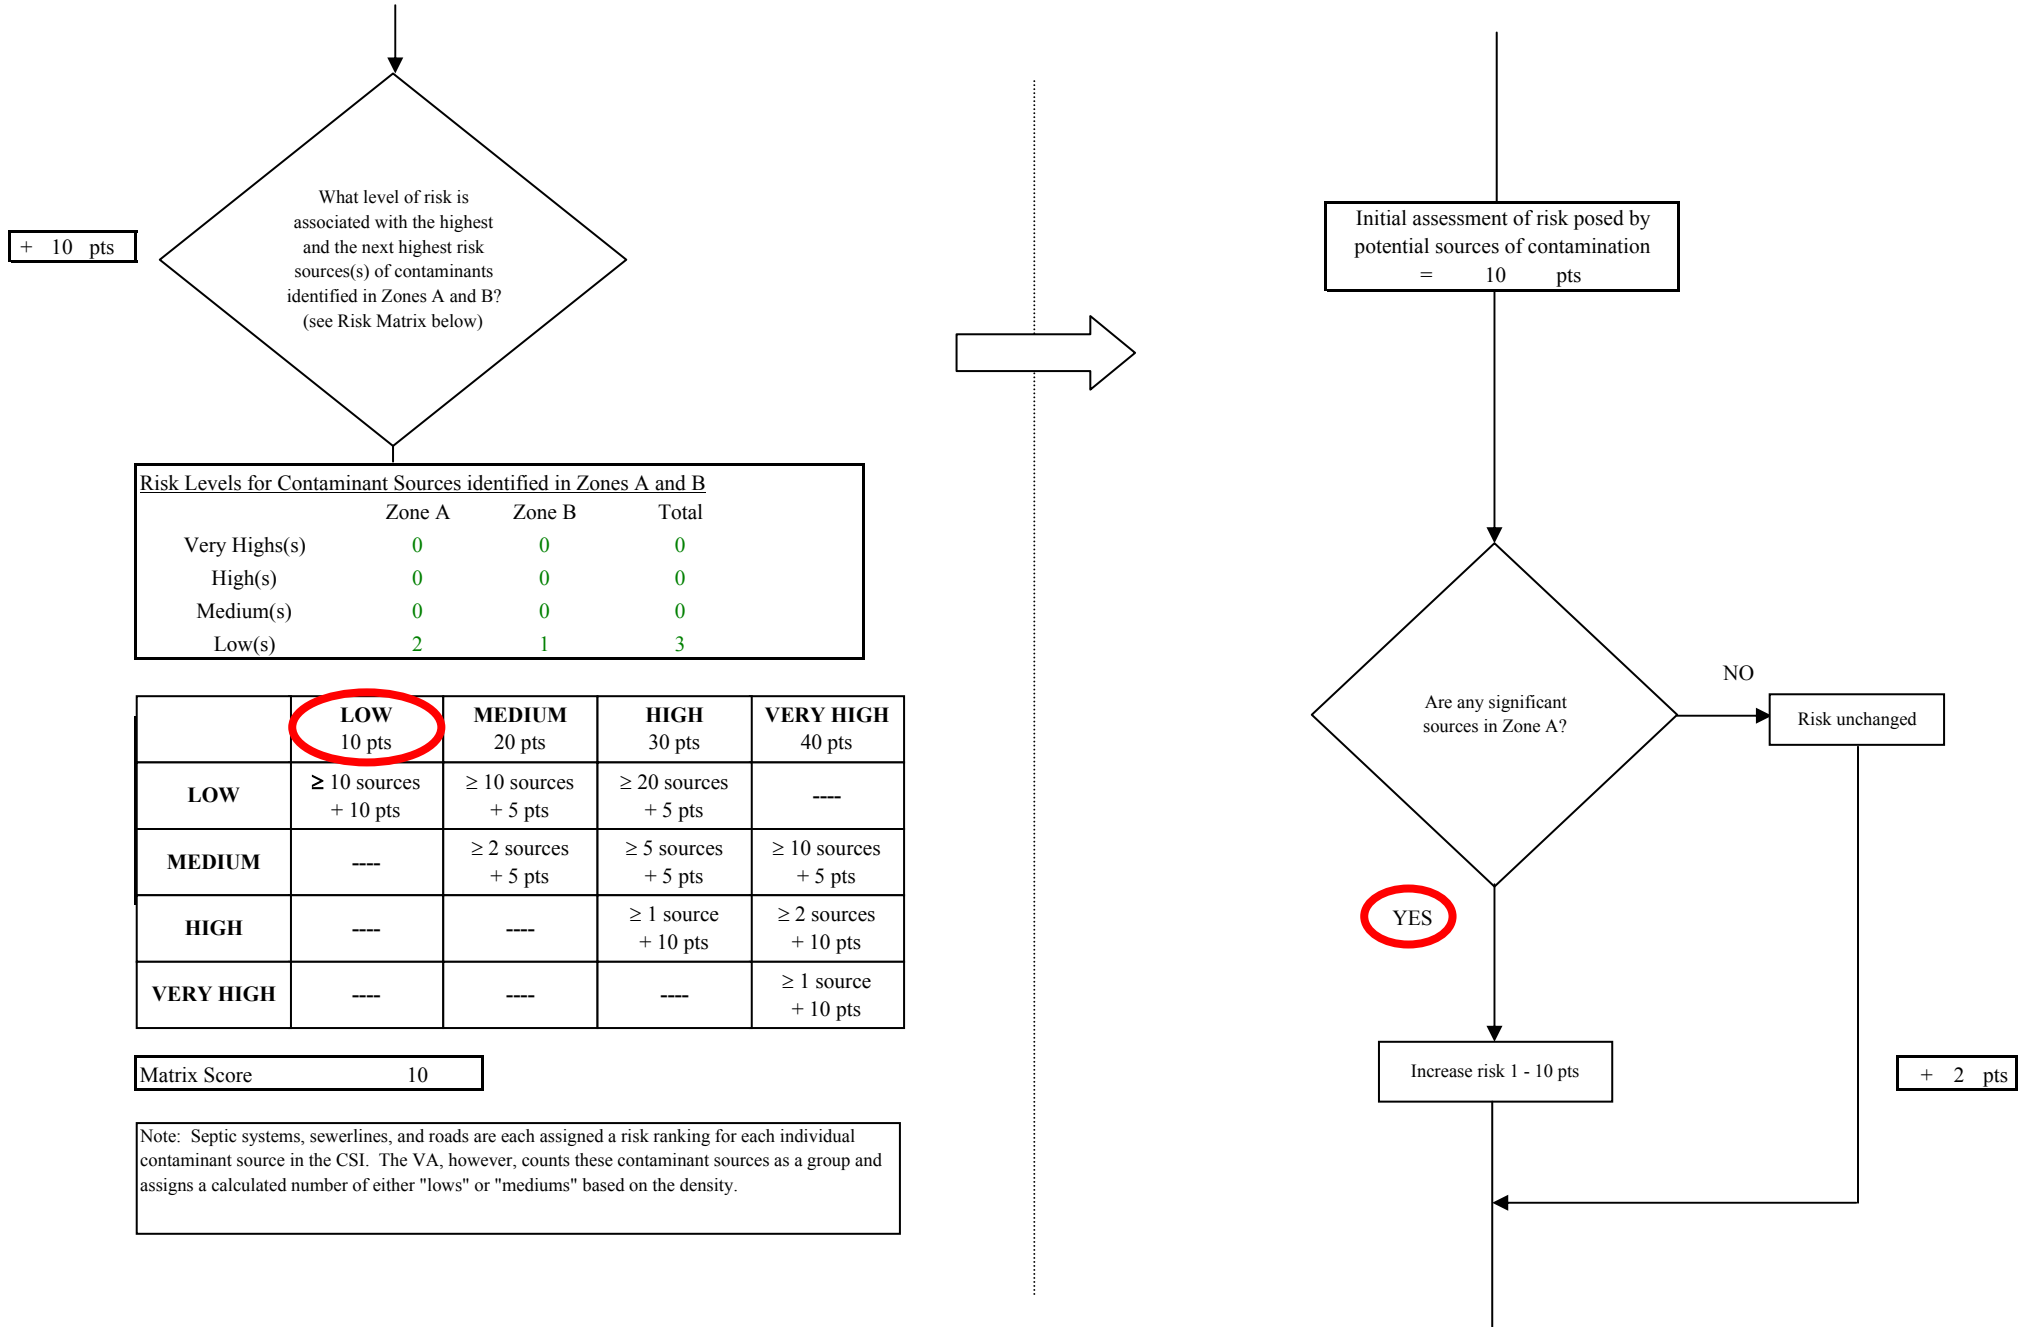 What level of risk is
associated with the highest
and the next highest risk
sources(s) of contaminants
identified in Zones A and B?
(see Risk Matrix below)
+ 10 pts
Risk Levels for Contaminant Sources identified in Zones A and B
Zone A Zone B Total
Very Highs(s) 0 0 0
High(s) 0 0 0
Medium(s) 0 0 0
Low(s) 2 1 3
LOW MEDIUM HIGH VERY HIGH
10 pts 20 pts 30 pts 40 pts
LOW ≥ 10 sources ≥ 10 sources ≥ 20 sources ----
+ 10 pts + 5 pts + 5 pts
MEDIUM ---- ≥ 2 sources ≥ 5 sources ≥ 10 sources
+ 5 pts + 5 pts + 5 pts
HIGH ---- ---- ≥ 1 source ≥ 2 sources
+ 10 pts + 10 pts
VERY HIGH ---- ---- ---- ≥ 1 source
+ 10 pts
Matrix Score 10
Note: Septic systems, sewerlines, and roads are each assigned a risk ranking for each individual
contaminant source in the CSI. The VA, however, counts these contaminant sources as a group and
assigns a calculated number of either "lows" or "mediums" based on the density.
Initial assessment of risk posed by
potential sources of contamination
= 10 pts
Are any significant
sources in Zone A?
NO
Risk unchanged
YES
Increase risk 1 - 10 pts
+ 2 pts